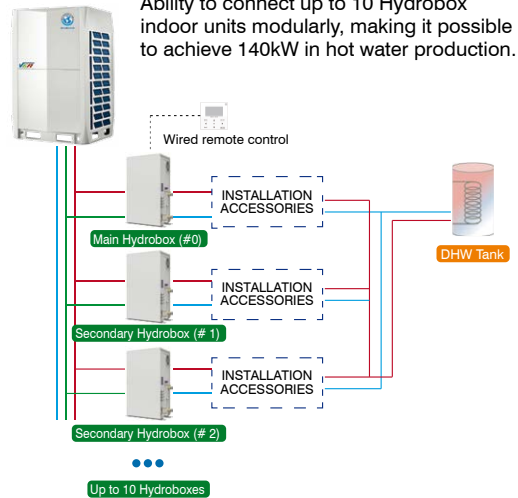 Ability to connect up to 10 Hydrobox
indoor units modularly, making it possible
to achieve 140kW in hot water production.
Wired remote control
INSTALLATION
ACCESSORIES
Main Hydrobox (#0)
DHW Tank
INSTALLATION
ACCESSORIES
Secondary Hydrobox (# 1)
INSTALLATION
ACCESSORIES
Secondary Hydrobox (# 2)
Up to 10 Hydroboxes